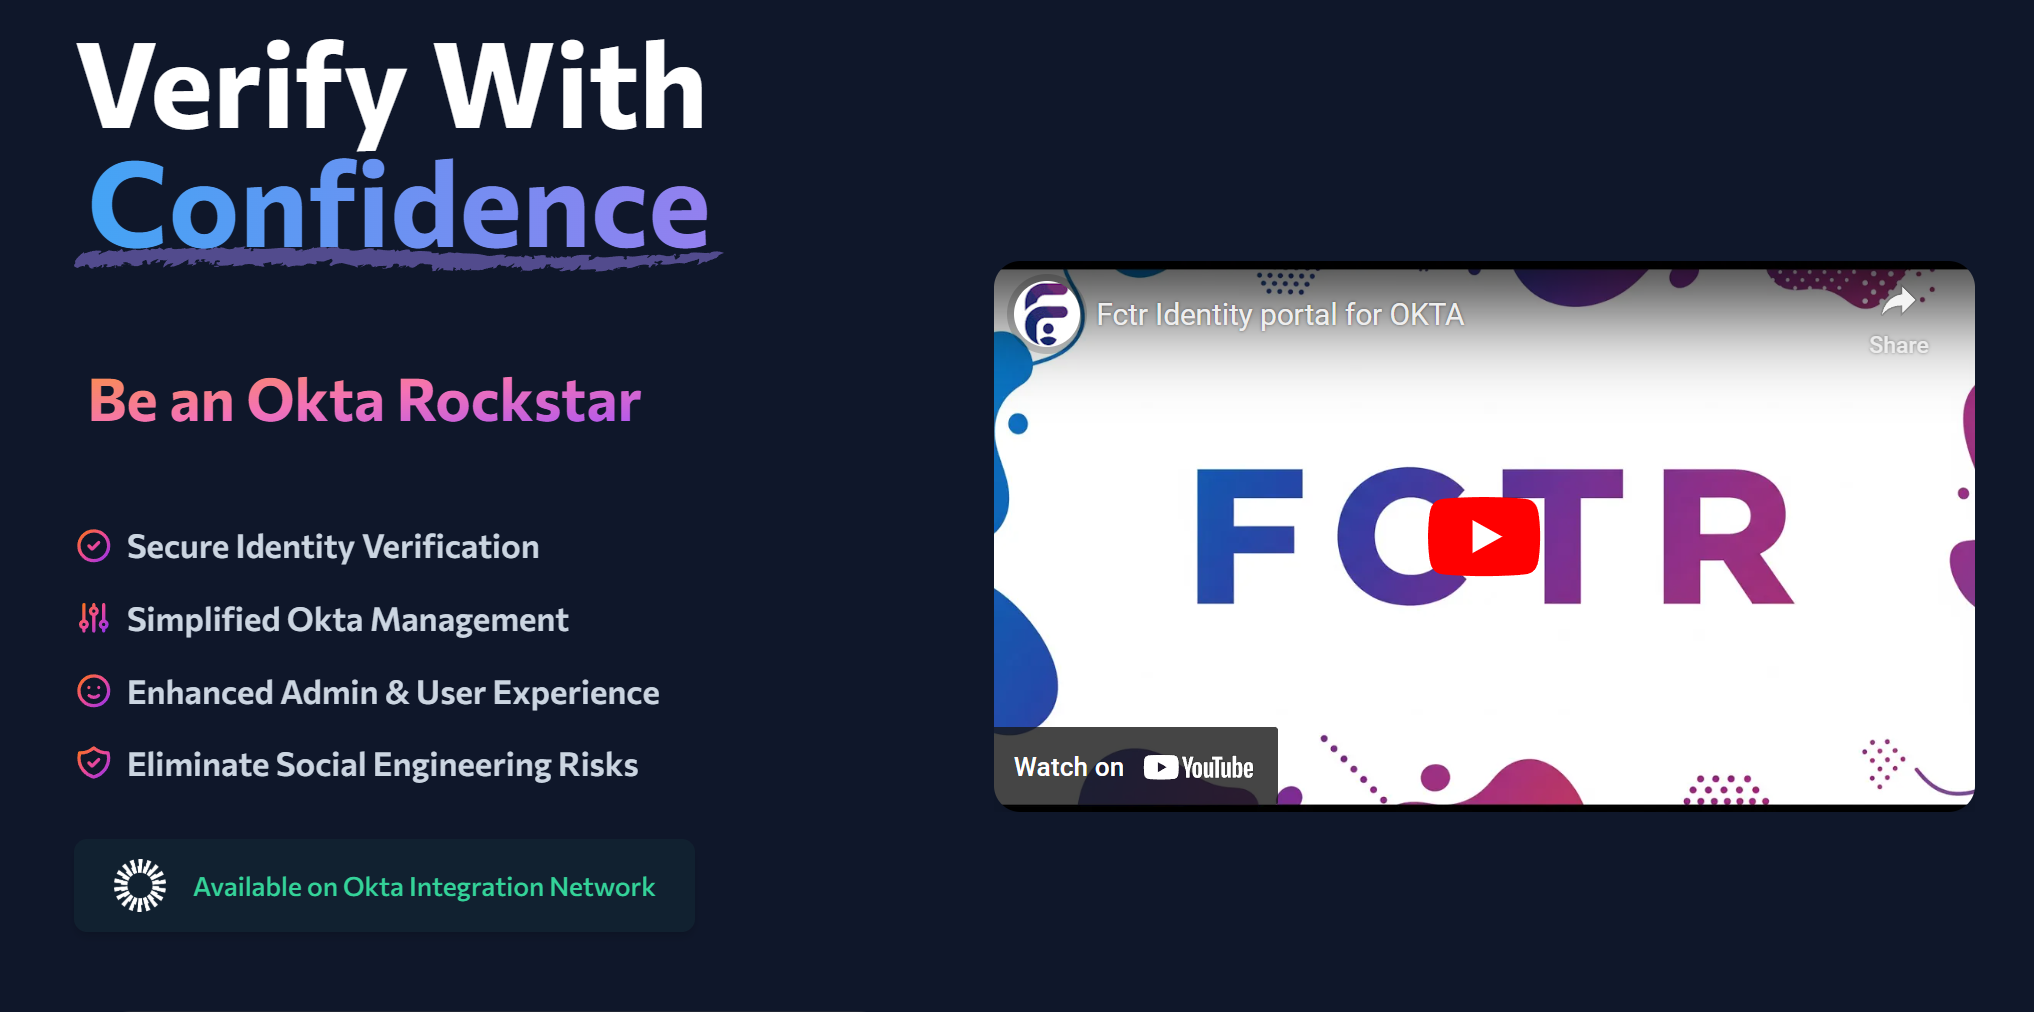 Verify With
Confidence
Be an Okta Rockstar
Secure Identity Verification
Simplified Okta Management
Enhanced Admin & User Experience
Eliminate Social Engineering Risks
Available on Okta Integration Network
Fctr Identity portal for OKTA
Share
FCTR
Watch on YouTube